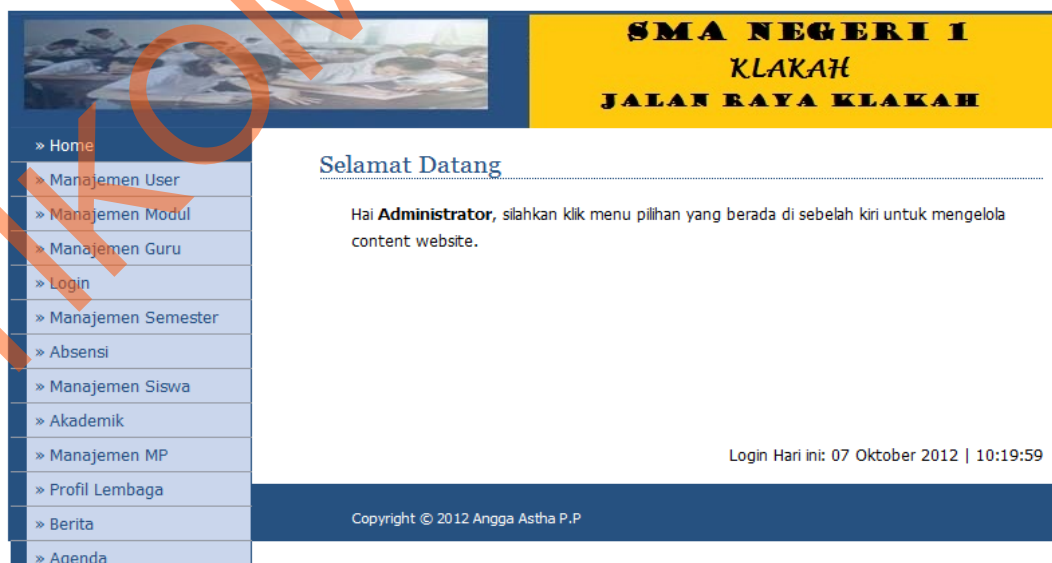 SMA NEGERI 1
KLAKAH
JALAN RAYA KLAKAH
» Home
» Manajemen User
» Manajemen Modul
» Manajemen Guru
» Login
» Manajemen Semester
» Absensi
» Manajemen Siswa
» Akademik
» Manajemen MP
» Profil Lembaga
» Berita
» Agenda
Selamat Datang
Hai Administrator, silahkan klik menu pilihan yang berada di sebelah kiri untuk mengelola
content website.
Login Hari ini: 07 Oktober 2012 | 10:19:59
Copyright © 2012 Angga Astha P.P